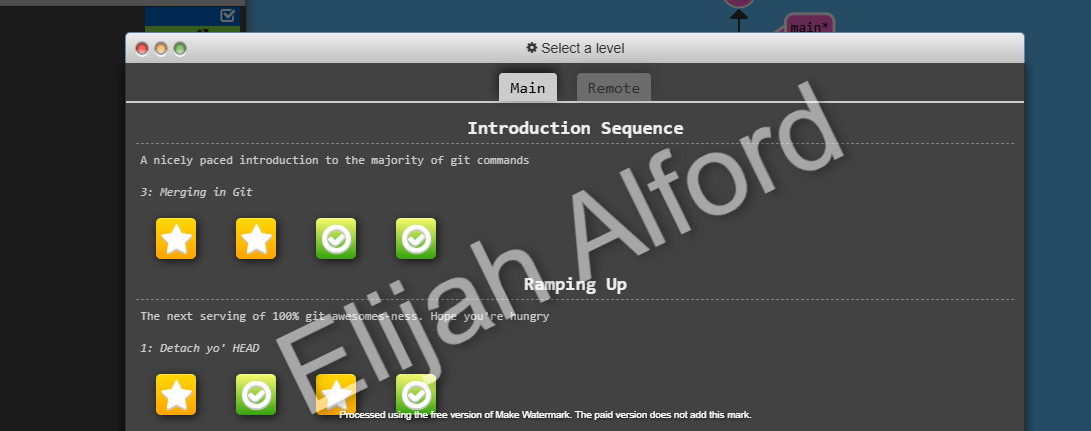 main*
Select a level
Main
Remote
Introduction Sequence
A nicely paced introduction to the majority of git commands
3: Merging in Git
Elijah Alford
Ramping Up
The next serving of 100% git awesomes-ness. Hope you're hungry
1: Detach yo' HEAD
Processed using the free version of Make Watermark. The paid version does not add this mark.